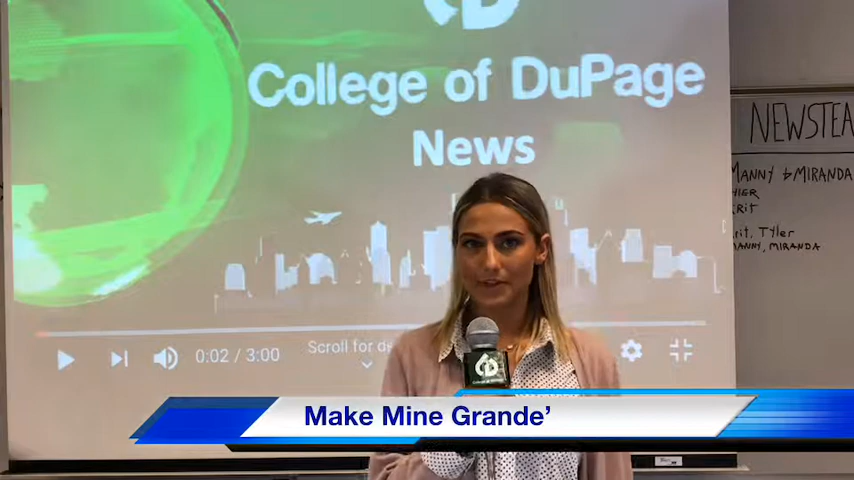 College of DuPage
News
NEWSTEA
MANNY & MIRANDA
Tyler
MANNY, MIRANDA
0:02 / 3:00
Scroll for de
Make Mine Grande’